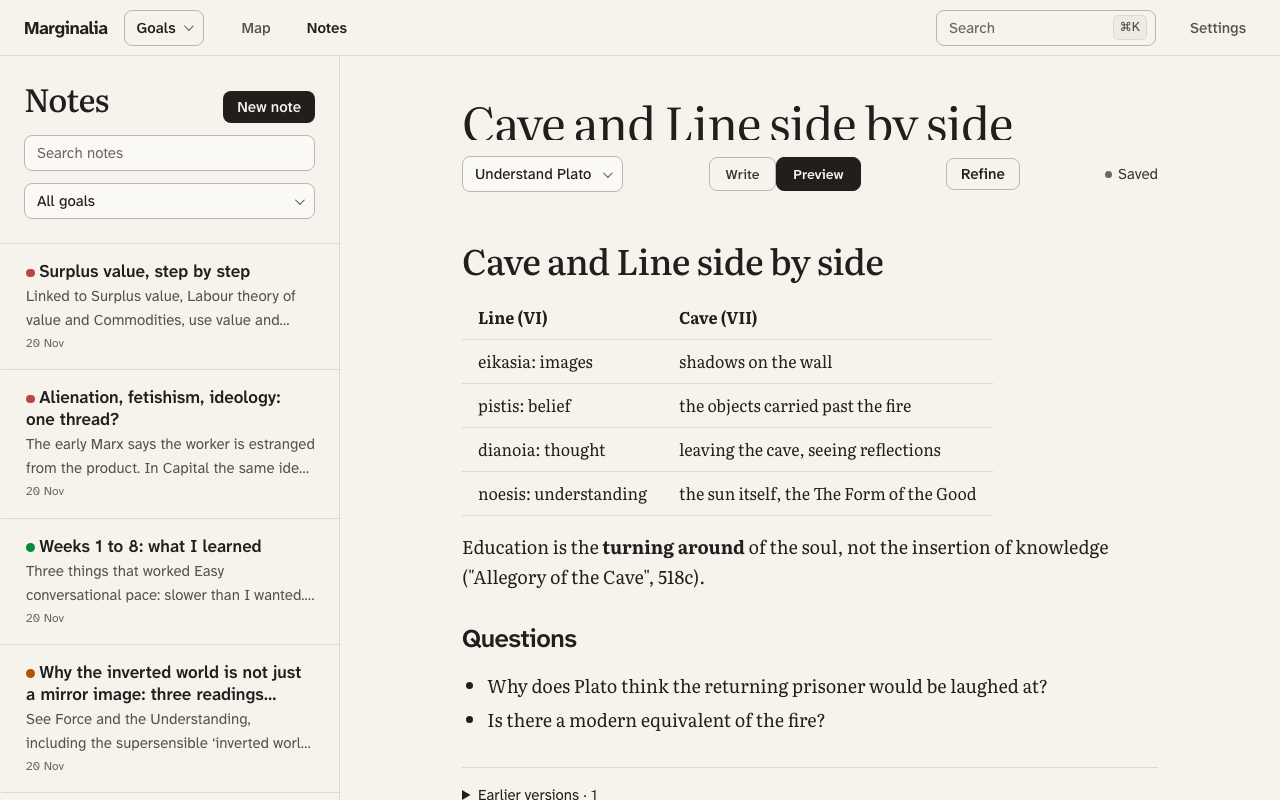 Marginalia
Goals
Map
Notes
Search
⌘K
Settings
Notes
New note
Search notes
All goals
Surplus value, step by step
Linked to Surplus value, Labour theory of
value and Commodities, use value and…
20 Nov
Alienation, fetishism, ideology:
one thread?
The early Marx says the worker is estranged
from the product. In Capital the same ide…
20 Nov
Weeks 1 to 8: what I learned
Three things that worked Easy
conversational pace: slower than I wanted.…
20 Nov
Why the inverted world is not just
a mirror image: three readings…
See Force and the Understanding,
including the supersensible ‘inverted worl…
20 Nov
Cave and Line side by side
Understand Plato
Write
Preview
Refine
Saved
Cave and Line side by side
Line (VI) Cave (VII)
eikasia: images shadows on the wall
pistis: belief the objects carried past the fire
dianoia: thought leaving the cave, seeing reflections
noesis: understanding the sun itself, the The Form of the Good
Education is the turning around of the soul, not the insertion of knowledge
("Allegory of the Cave", 518c).
Questions
• Why does Plato think the returning prisoner would be laughed at?
• Is there a modern equivalent of the fire?
Earlier versions · 1